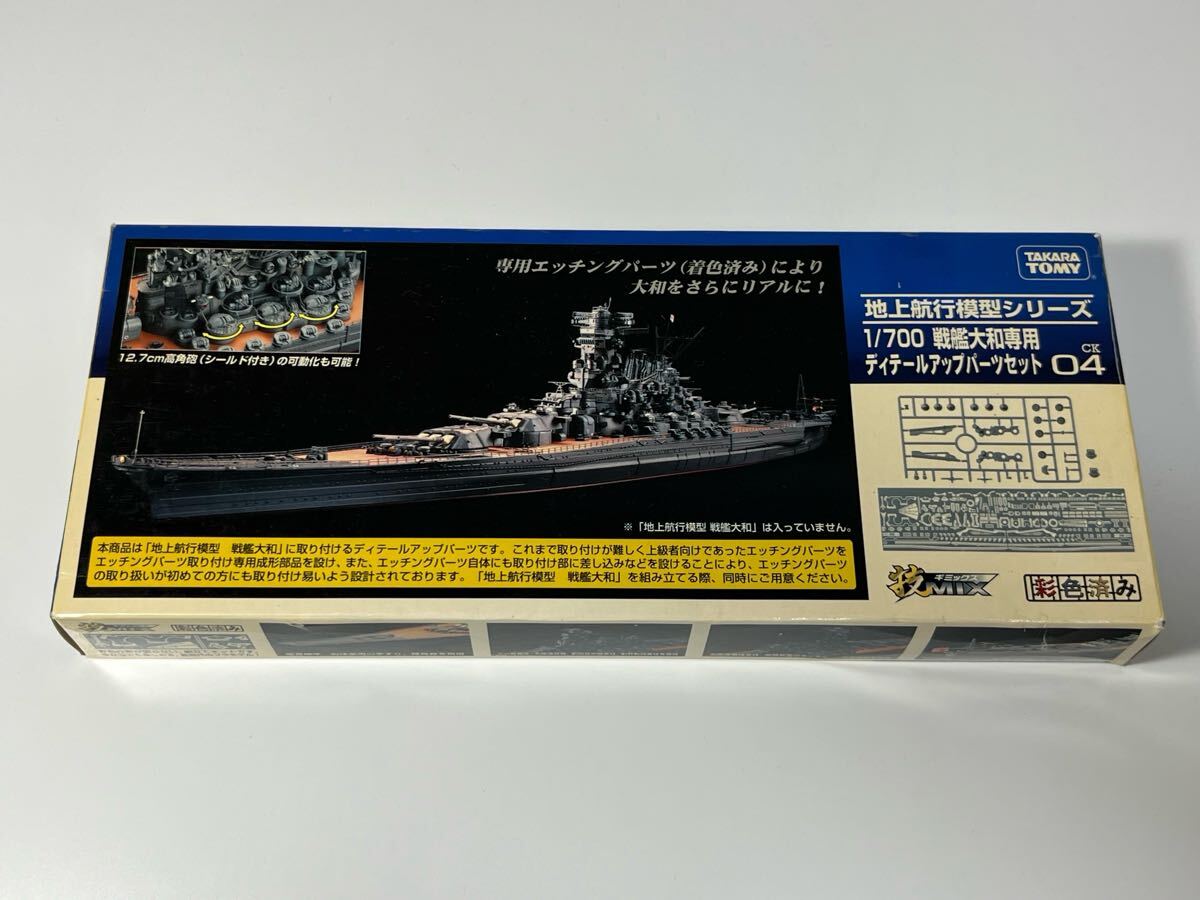 専用エッチングパーツ(着色済み)により
大和をさらにリアルに!
12.7cm高角砲(シールド付き)の可動化も可能!
※「地上航行模型 戦艦大和」は入っていません。
本商品は「地上航行模型 戦艦大和」に取り付けるディテールアップパーツです。これまで取り付けが難しく上級者向けであったエッチングパーツを
エッチングパーツ取り付け専用成形部品を設け、また、エッチングパーツ自体にも取り付け部に差し込みなどを設けることにより、エッチングパーツ
の取り扱いが初めての方にも取り付け易いよう設計されております。「地上航行模型 戦艦大和」を組み立てる際、同時にご用意ください。
TAKARA
TOMY
地上航行模型シリーズ
1/700 戦艦大和専用
ディテールアップパーツセット CK 04
技MIX
ギミックス
彩色済み
技MIX
彩色済み